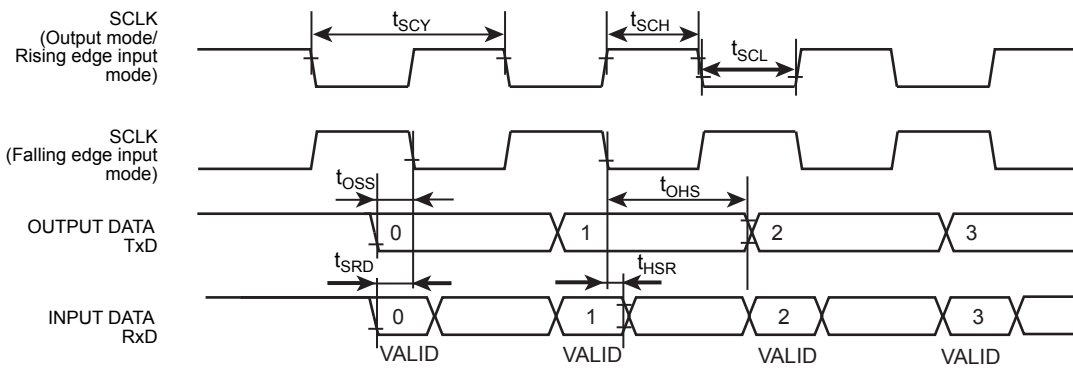 SCLK
(Output mode/
Rising edge input
mode)
tSCY
tSCH
tSCL
SCLK
(Falling edge input
mode)
tOSS
tOHS
OUTPUT DATA
TxD
0
1
2
3
tSRD
tHSR
INPUT DATA
RxD
0
1
2
3
VALID
VALID
VALID
VALID